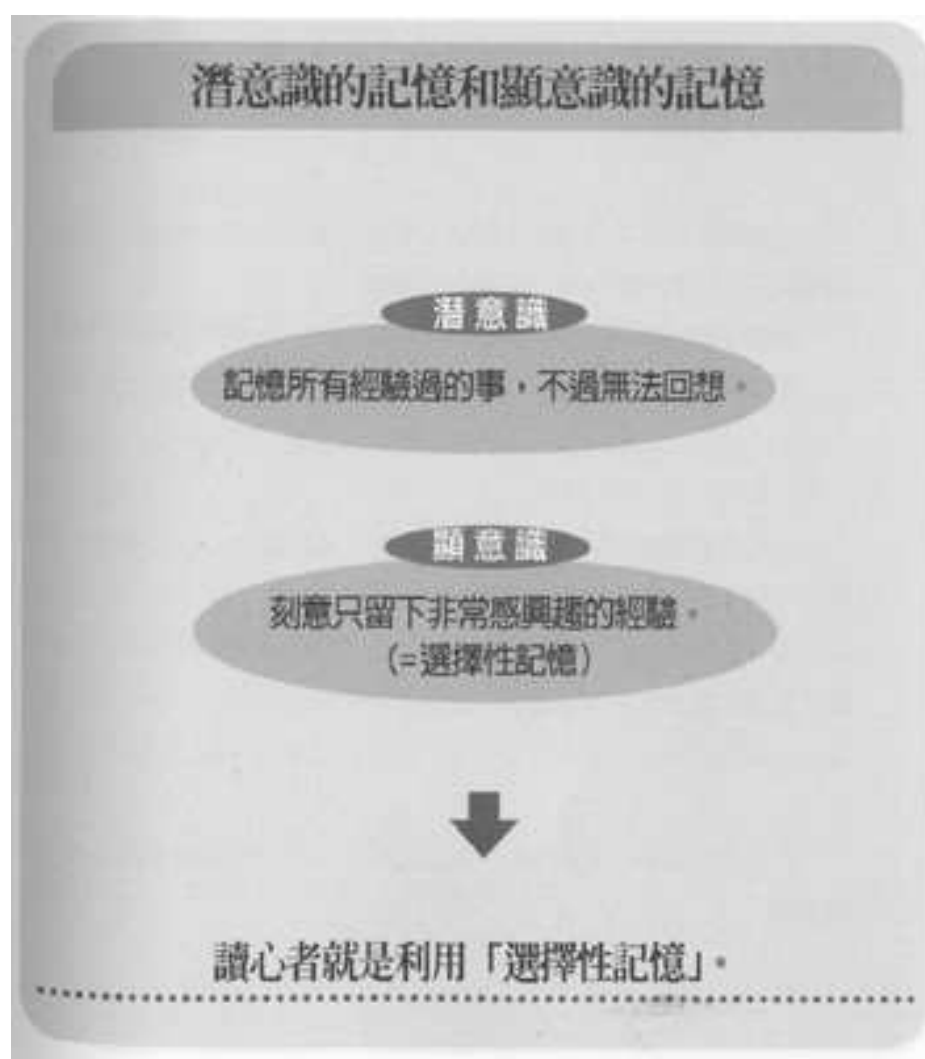 潛意識的記憶和顯意識的記憶
潛意識
記憶所有經驗過的事，不過無法回想。
顯意識
刻意只留下非常感興趣的經驗。
（=選擇性記憶）
讀心者就是利用「選擇性記憶」。